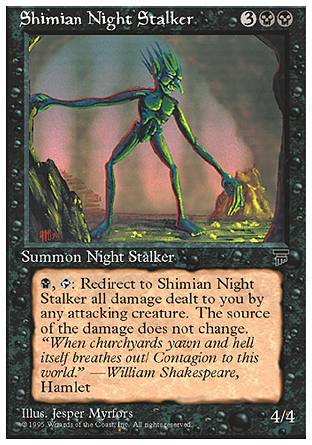 Shimian Night Stalker 3
Summon Night Stalker
, : Redirect to Shimian Night
Stalker all damage dealt to you by
any attacking creature. The source
of the damage does not change.
"When churchyards yawn and hell
itself breathes out/ Contagion to this
world." —William Shakespeare,
Hamlet
Illus. Jesper Myrfors
© 1995 Wizards of the Coast, Inc. All rights reserved.
4/4